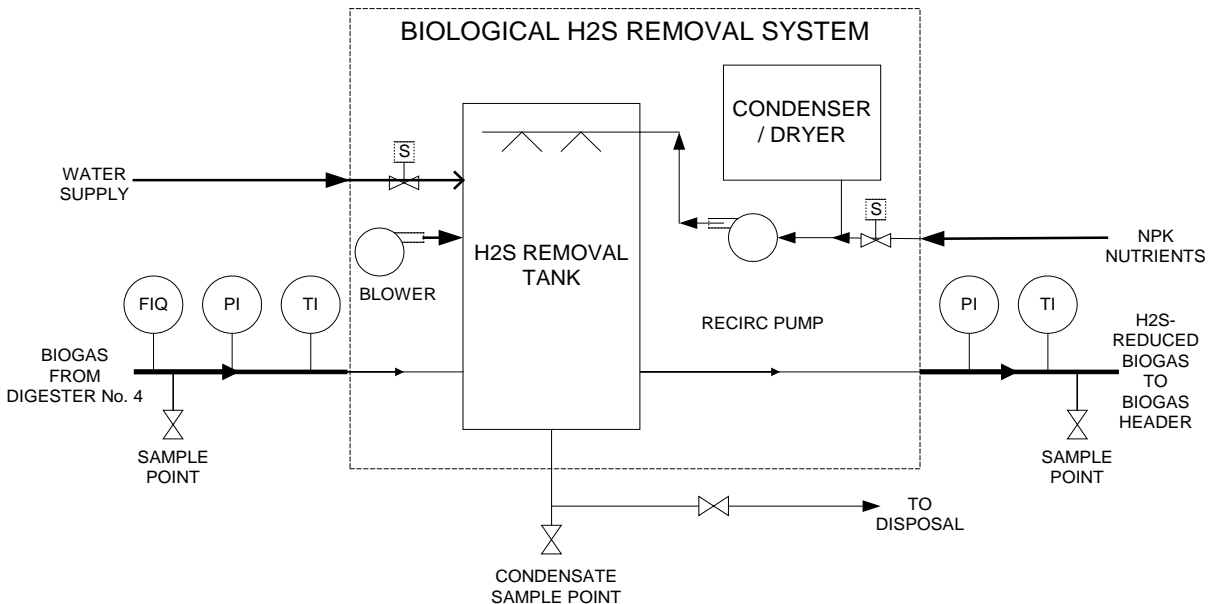 BIOLOGICAL H2S REMOVAL SYSTEM
CONDENSER
/ DRYER
S
WATER
SUPPLY
S
H2S REMOVAL
TANK
NPK
NUTRIENTS
BLOWER
FIQ
PI
TI
RECIRC PUMP
PI
TI
BIOGAS
FROM
DIGESTER No. 4
H2S-
REDUCED
BIOGAS
TO
BIOGAS
HEADER
SAMPLE
POINT
SAMPLE
POINT
TO
DISPOSAL
CONDENSATE
SAMPLE POINT